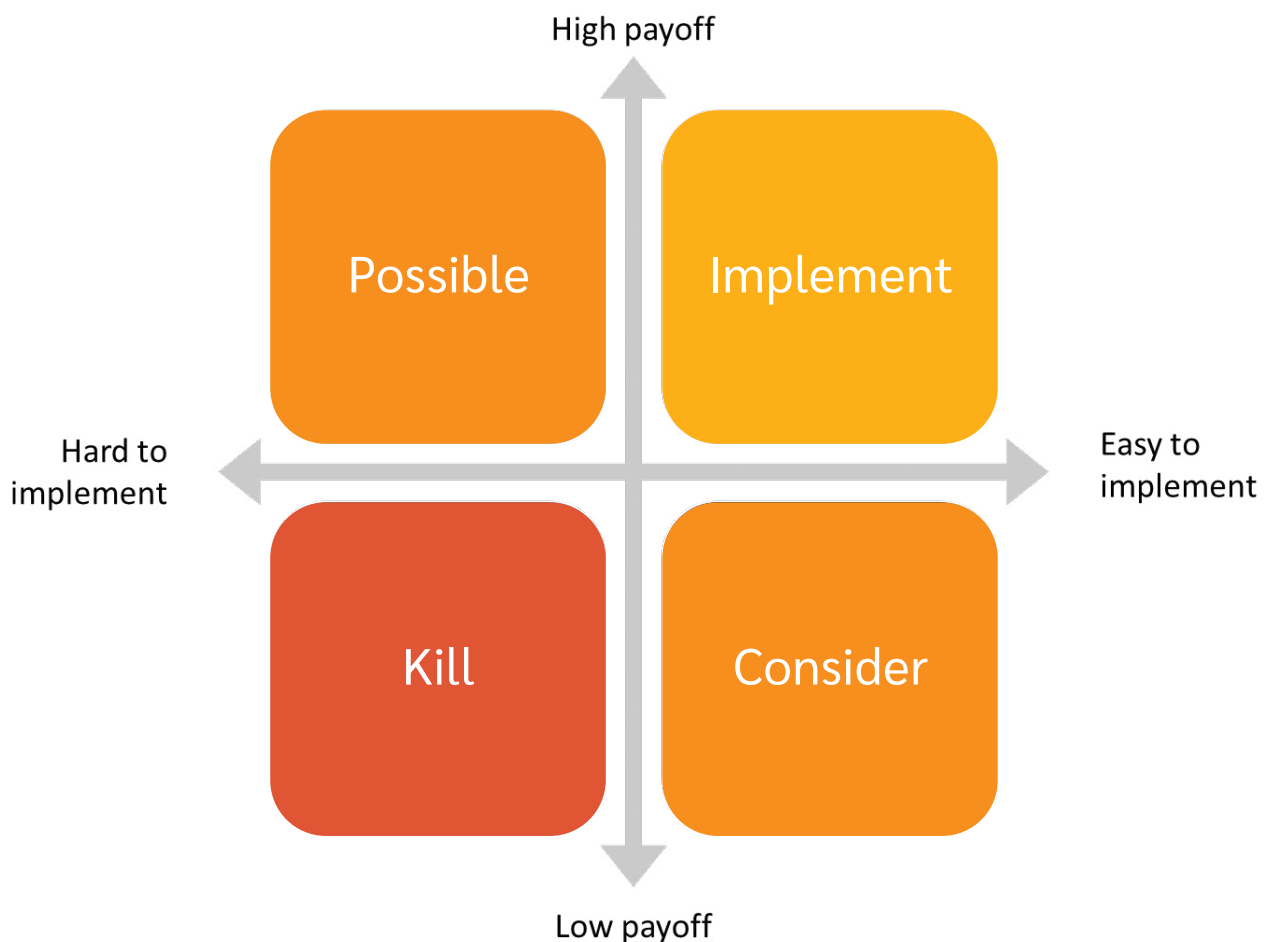 High payoff
Possible
Implement
Hard to
implement
Easy to
implement
Kill
Consider
Low payoff